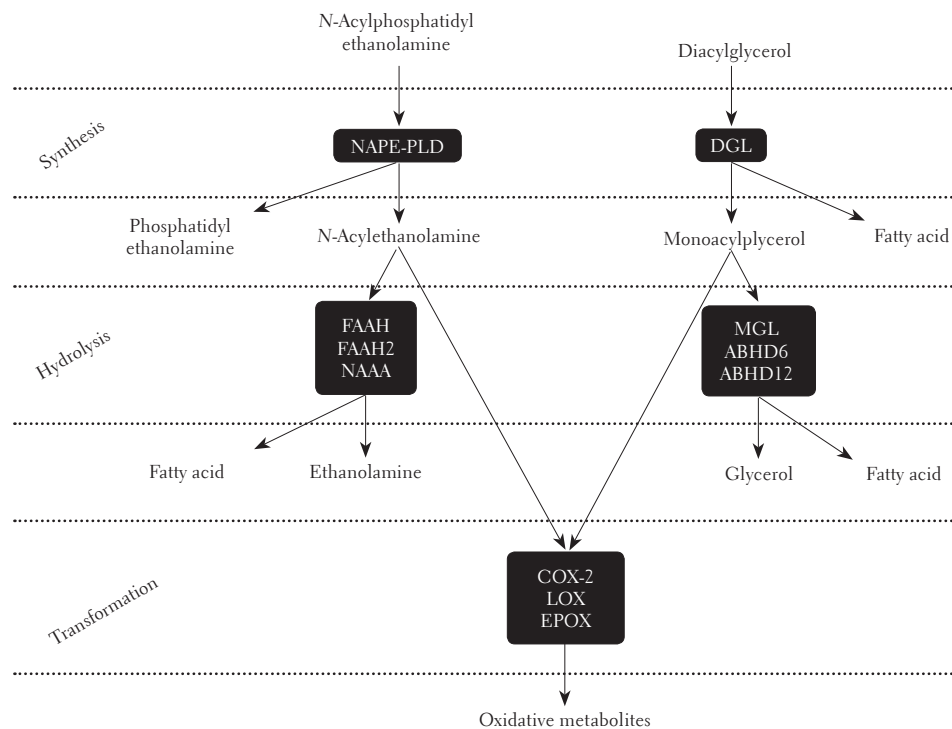 N-Acylphosphatidyl
ethanolamine
Diacylglycerol
Synthesis
NAPE-PLD
DGL
Phosphatidyl
ethanolamine
N-Acylethanolamine
Monoacylplycerol
Fatty acid
Hydrolysis
FAAH
FAAH2
NAAA
MGL
ABHD6
ABHD12
Fatty acid
Ethanolamine
Glycerol
Fatty acid
Transformation
COX-2
LOX
EPOX
Oxidative metabolites